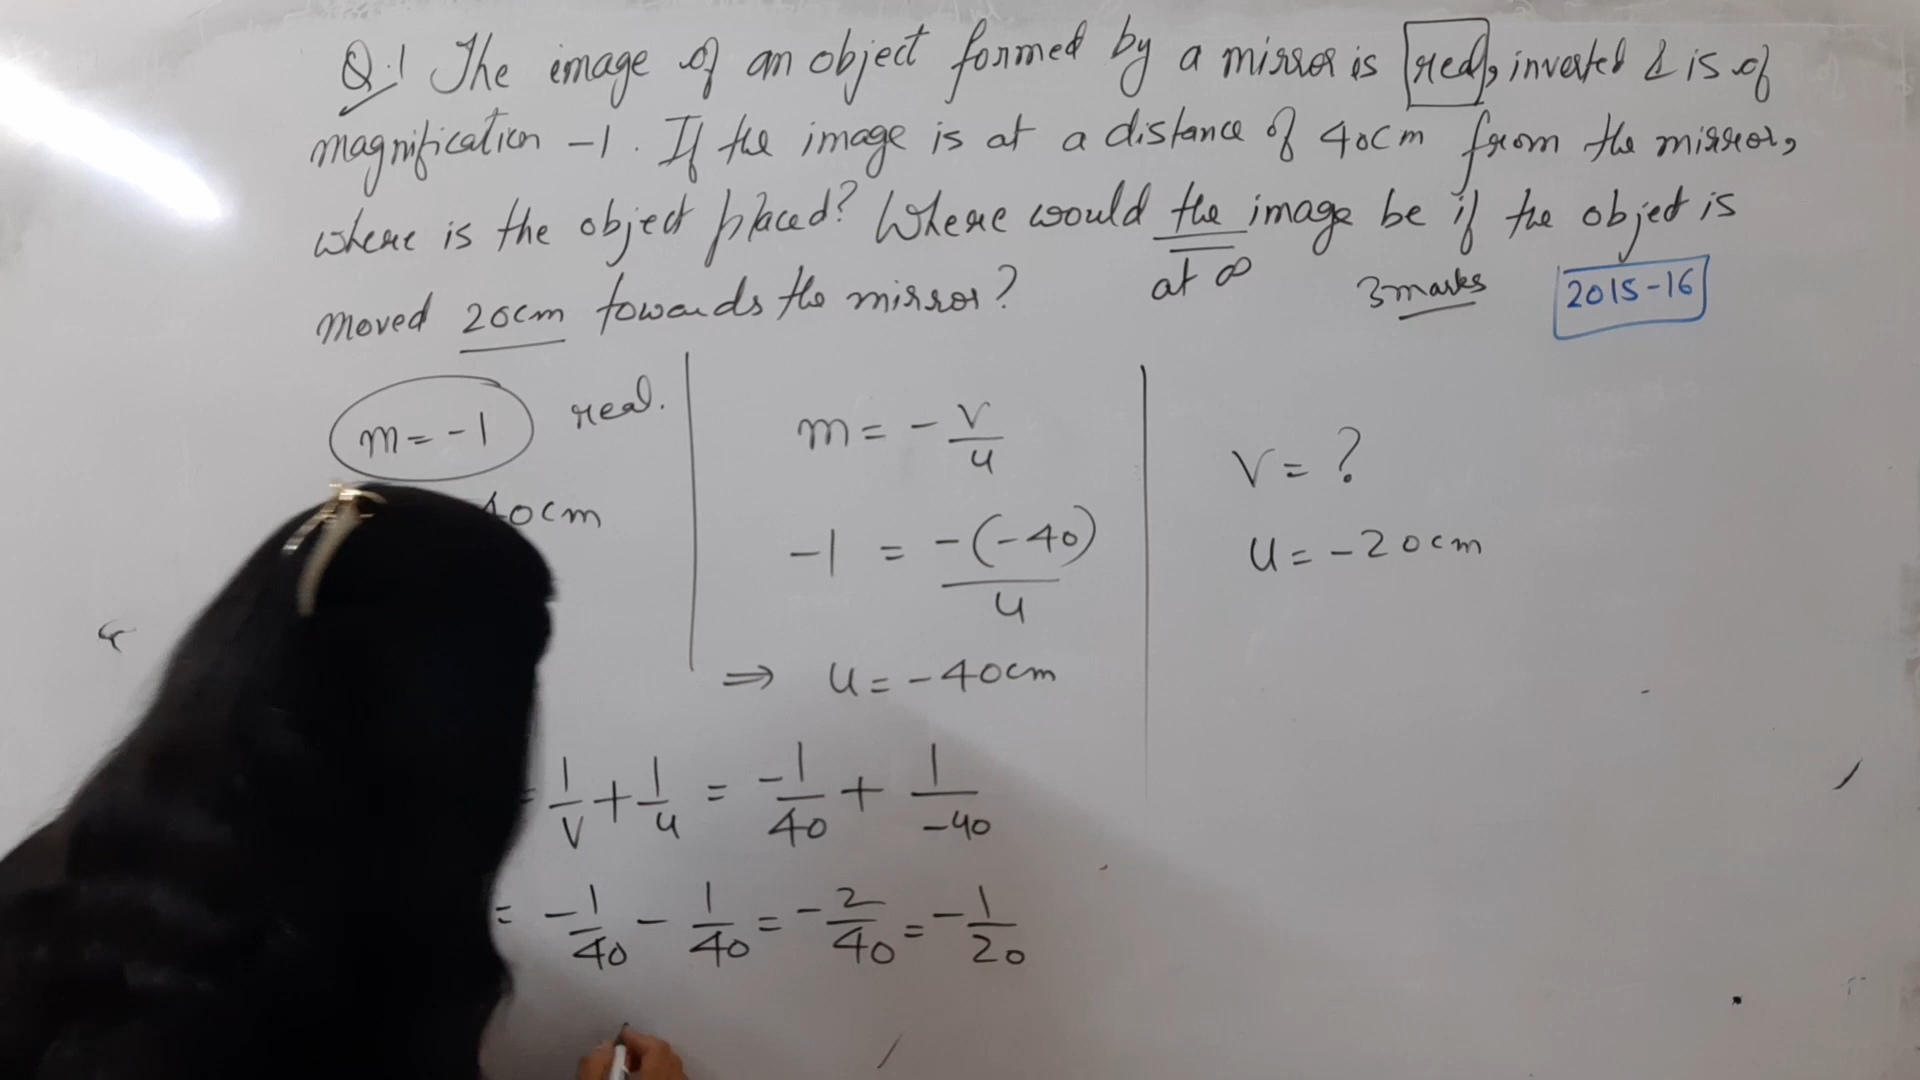 Q.1 The image of an object formed by a mirror is real, inverted & is of
magnification -1. If the image is at a distance of 40cm from the mirror,
where is the object placed? Where would the image be if the object is
moved 20cm towards the mirror?
at ∞
3 marks
2015-16
m = -1 real.
40cm
m = - v/u
-1 = -(-40)/u
⇒ u = -40cm
v = ?
u = -20cm
= 1/v + 1/u = -1/40 + 1/-40
= -1/40 - 1/40 = -2/40 = -1/20